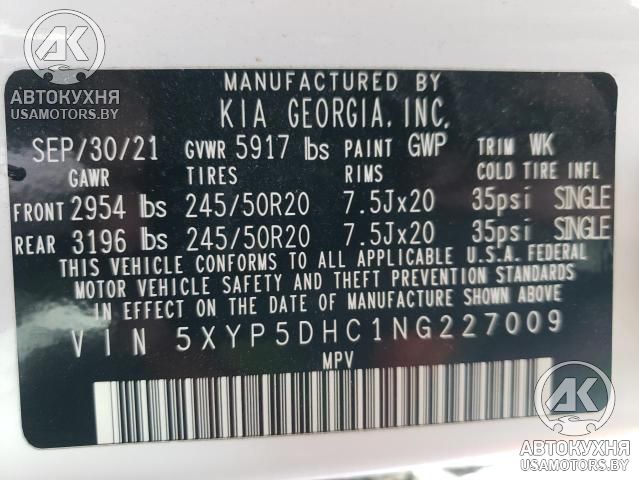 MANUFACTURED BY
KIA GEORGIA, INC.
SEP/30/21 GVWR 5917 lbs PAINT GWP TRIM WK
GAWR TIRES RIMS COLD TIRE INFL
FRONT 2954 lbs 245/50R20 7.5Jx20 35psi SINGLE
REAR 3196 lbs 245/50R20 7.5Jx20 35psi SINGLE
THIS VEHICLE CONFORMS TO ALL APPLICABLE U.S.A. FEDERAL
MOTOR VEHICLE SAFETY AND THEFT PREVENTION STANDARDS
IN EFFECT ON THE DATE OF MANUFACTURE SHOWN ABOVE
VIN 5XYP5DHC1NG227009
MPV
АК
АВТОКУХНЯ
USAMOTORS.BY
АК
АВТОКУХНЯ
USAMOTORS.BY